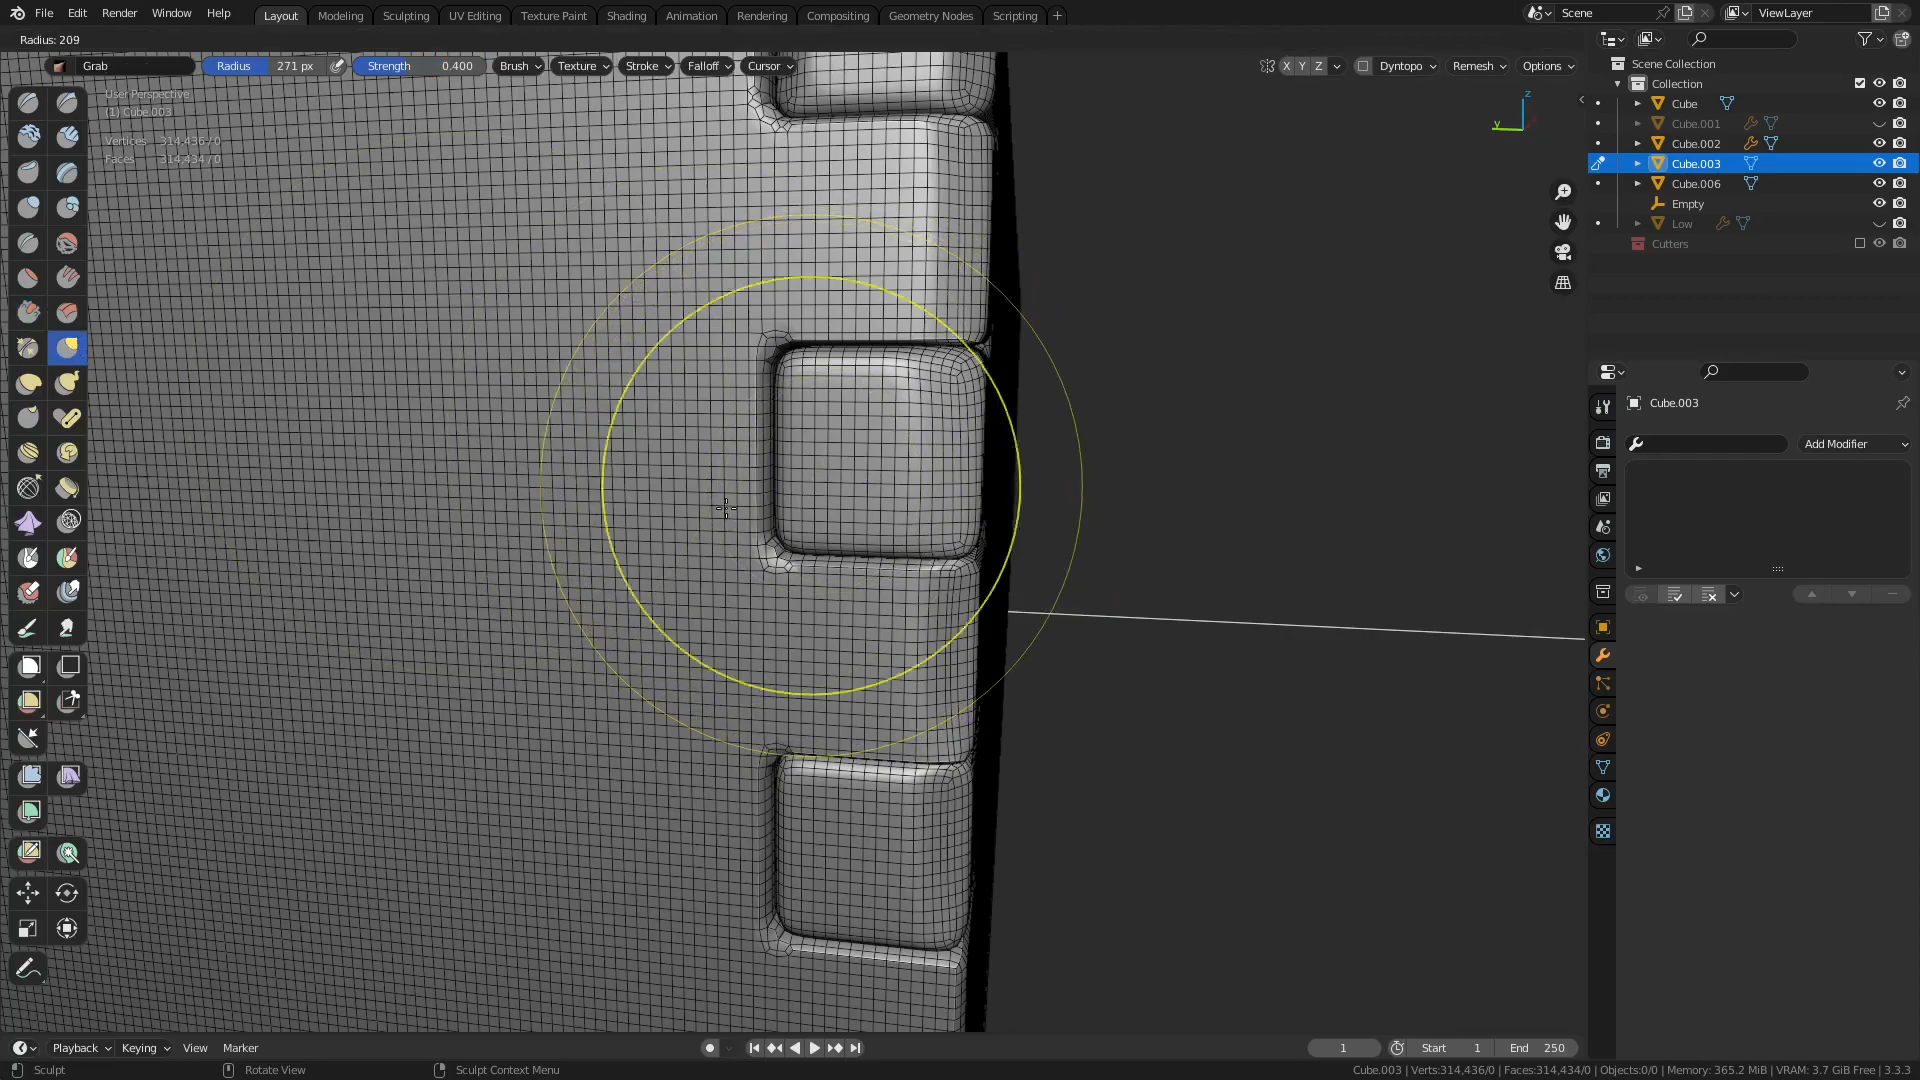 File Edit Render Window Help
Layout Modeling Sculpting UV Editing Texture Paint Shading Animation Rendering Compositing Geometry Nodes Scripting +
Scene
ViewLayer
Radius: 209
Grab
Radius 271 px
Strength 0.400
Brush Texture Stroke Falloff Cursor
X Y Z
Dyntopo Remesh Options
User Perspective
(1) Cube.003
Vertices 314,436/0
Faces 314,434/0
Z
Y
Scene Collection
Collection
Cube
Cube.001
Cube.002
Cube.003
Cube.006
Empty
Low
Cutters
Cube.003
Add Modifier
Playback Keying View Marker
1
Start 1
End 250
Sculpt
Rotate View
Sculpt Context Menu
Cube.003 | Verts:314,436/0 | Faces:314,434/0 | Objects:0/0 | Memory: 365.2 MiB | VRAM: 3.7 GiB Free | 3.3.3